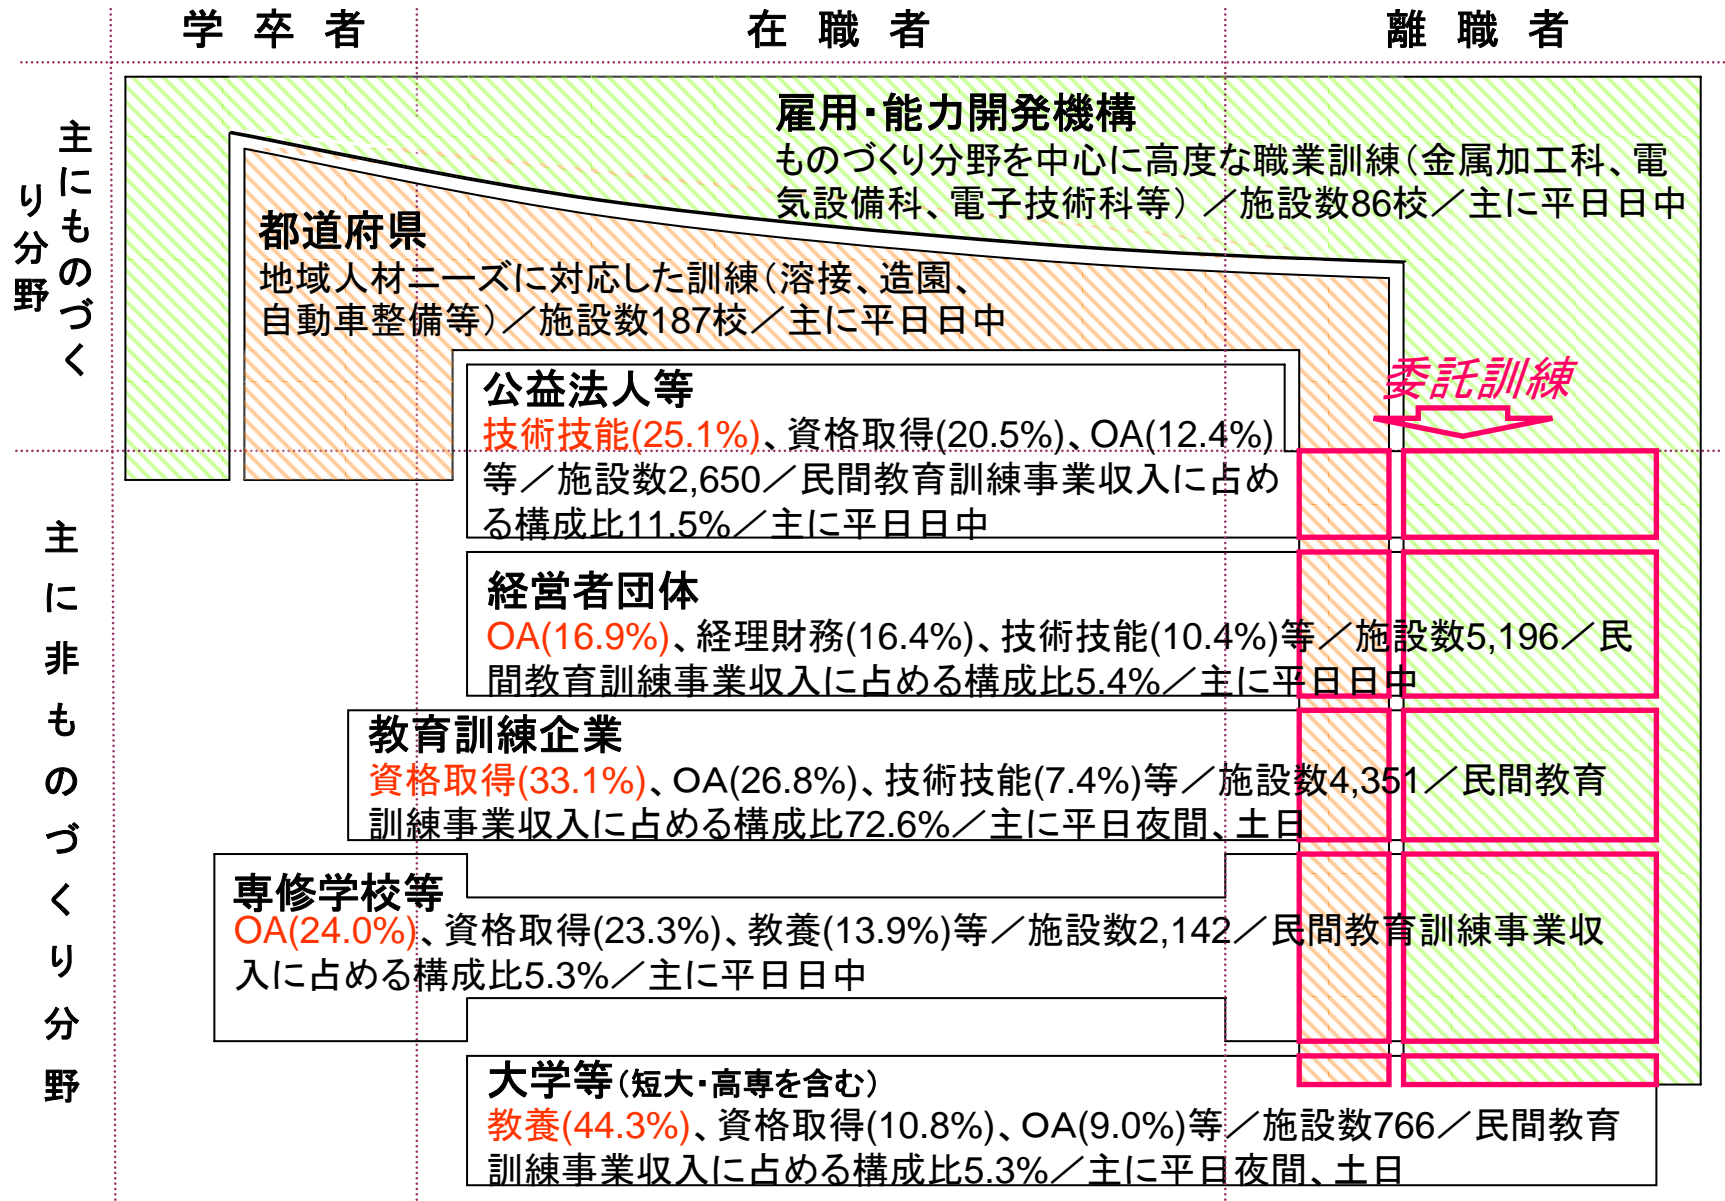 学卒者
在職者
離職者
主にものづく
り分野
雇用・能力開発機構
ものづくり分野を中心に高度な職業訓練（金属加工科、電
気設備科、電子技術科等）／施設数86校／主に平日日中
都道府県
地域人材ニーズに対応した訓練（溶接、造園、
自動車整備等）／施設数187校／主に平日日中
委託訓練
公益法人等
技術技能(25.1%)、資格取得(20.5%)、OA(12.4%)
等／施設数2,650／民間教育訓練事業収入に占め
る構成比11.5%／主に平日日中
主に非ものづくり分野
経営者団体
OA(16.9%)、経理財務(16.4%)、技術技能(10.4%)等／施設数5,196／民
間教育訓練事業収入に占める構成比5.4%／主に平日日中
教育訓練企業
資格取得(33.1%)、OA(26.8%)、技術技能(7.4%)等／施設数4,351／民間教育
訓練事業収入に占める構成比72.6%／主に平日夜間、土日
専修学校等
OA(24.0%)、資格取得(23.3%)、教養(13.9%)等／施設数2,142／民間教育訓練事業収
入に占める構成比5.3%／主に平日日中
大学等（短大・高専を含む）
教養(44.3%)、資格取得(10.8%)、OA(9.0%)等／施設数766／民間教育
訓練事業収入に占める構成比5.3%／主に平日夜間、土日